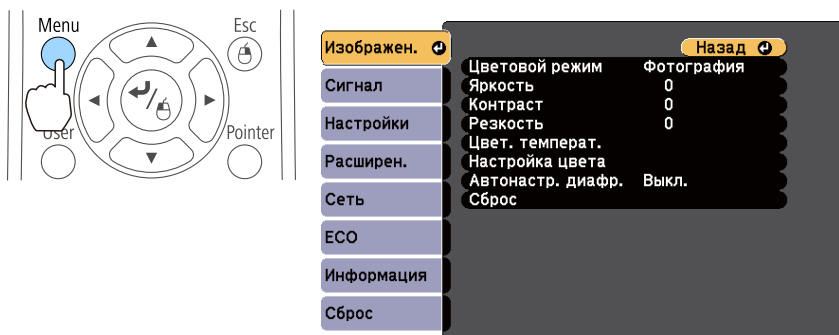 Menu
Esc
User
Pointer
Изображен.
Сигнал
Настройки
Расширен.
Сеть
ECO
Информация
Сброс
Назад
Цветовой режим Фотография
Яркость 0
Контраст 0
Резкость 0
Цвет. температ.
Настройка цвета
Автонастр. диафр. Выкл.
Сброс